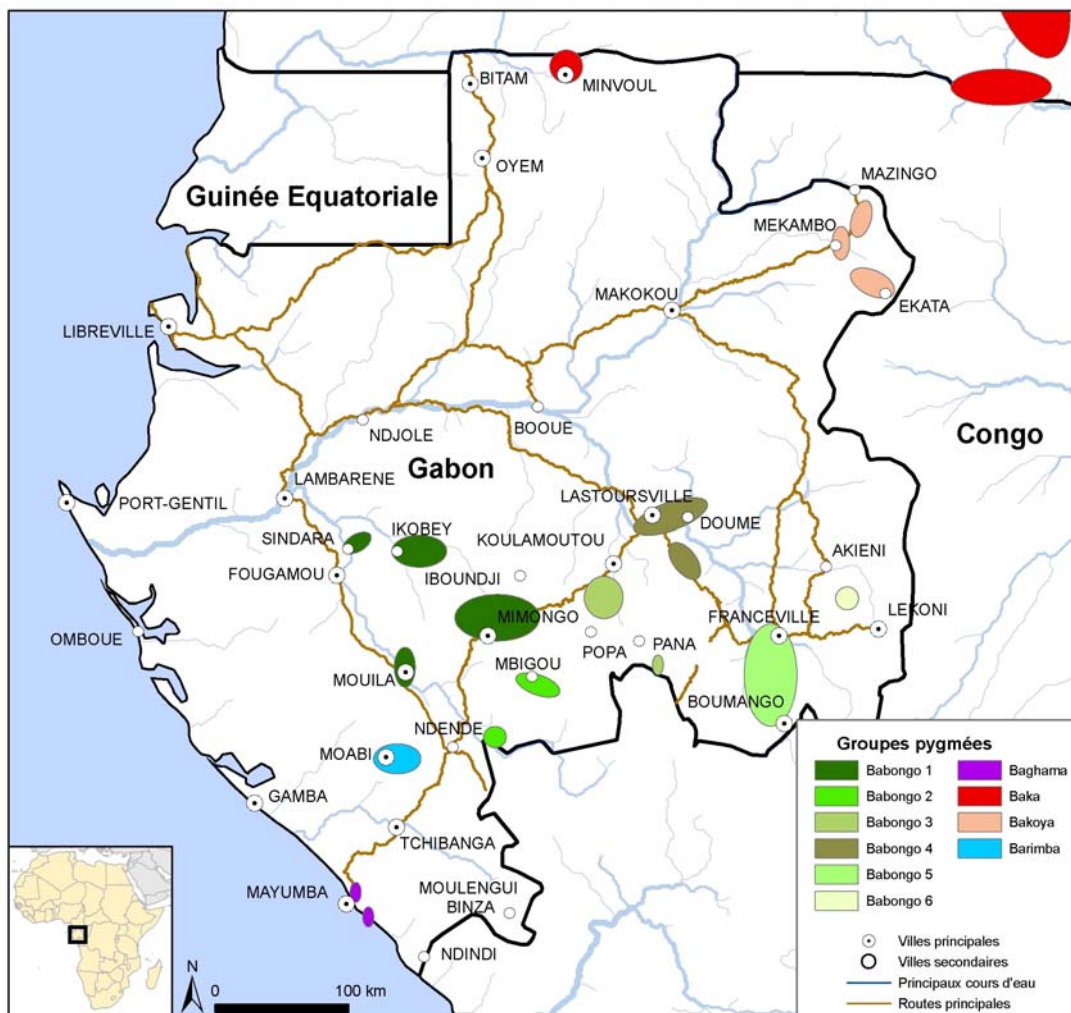 BITAM
MINVOUL
OYEM
Guinée Equatoriale
MAZINGO
MEKAMBO
EKATA
MAKOKOU
LIBREVILLE
NDJOLE
BOOUE
Congo
Gabon
LAMBARENE
PORT-GENTIL
LASTOURSVILLE
DOUME
SINDARA
IKOBEY
KOULAMOUTOU
AKIENI
FOUGAMOU
IBOUNDJI
OMBOUE
MIMONGO
FRANCEVILLE
LEKONI
POPA
PANA
MBIGOU
MOUILA
BOUMANGO
NDENDE
MOABI
GAMBA
TCHIBANGA
MAYUMBA
MOULENGUI
BINZA
NDINDI
N
0
100 km
Groupes pygmées
Babongo 1
Babongo 2
Babongo 3
Babongo 4
Babongo 5
Babongo 6
Baghama
Baka
Bakoya
Barimba
Villes principales
Villes secondaires
Principaux cours d'eau
Routes principales